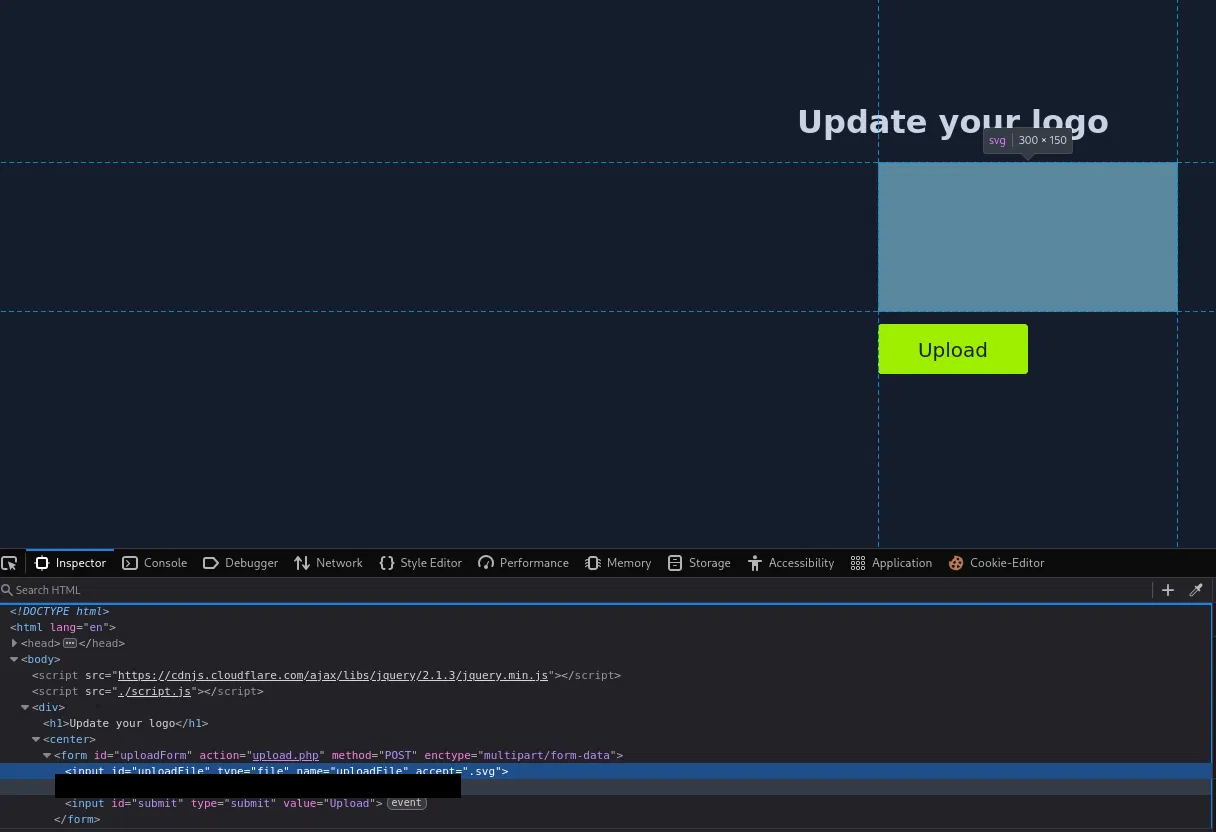 Update your logo
svg 300 × 150
Upload
Inspector Console Debugger Network Style Editor Performance Memory Storage Accessibility Application Cookie-Editor
Search HTML
<!DOCTYPE html>
<html lang="en">
<head></head>
<body>
<script src="https://cdnjs.cloudflare.com/ajax/libs/jquery/2.1.3/jquery.min.js"></script>
<script src="./script.js"></script>
<div>
<h1>Update your logo</h1>
<center>
<form id="uploadForm" action="upload.php" method="POST" enctype="multipart/form-data">
<input id="uploadFile" type="file" name="uploadFile" accept=".svg">
<input id="submit" type="submit" value="Upload"> event
</form>